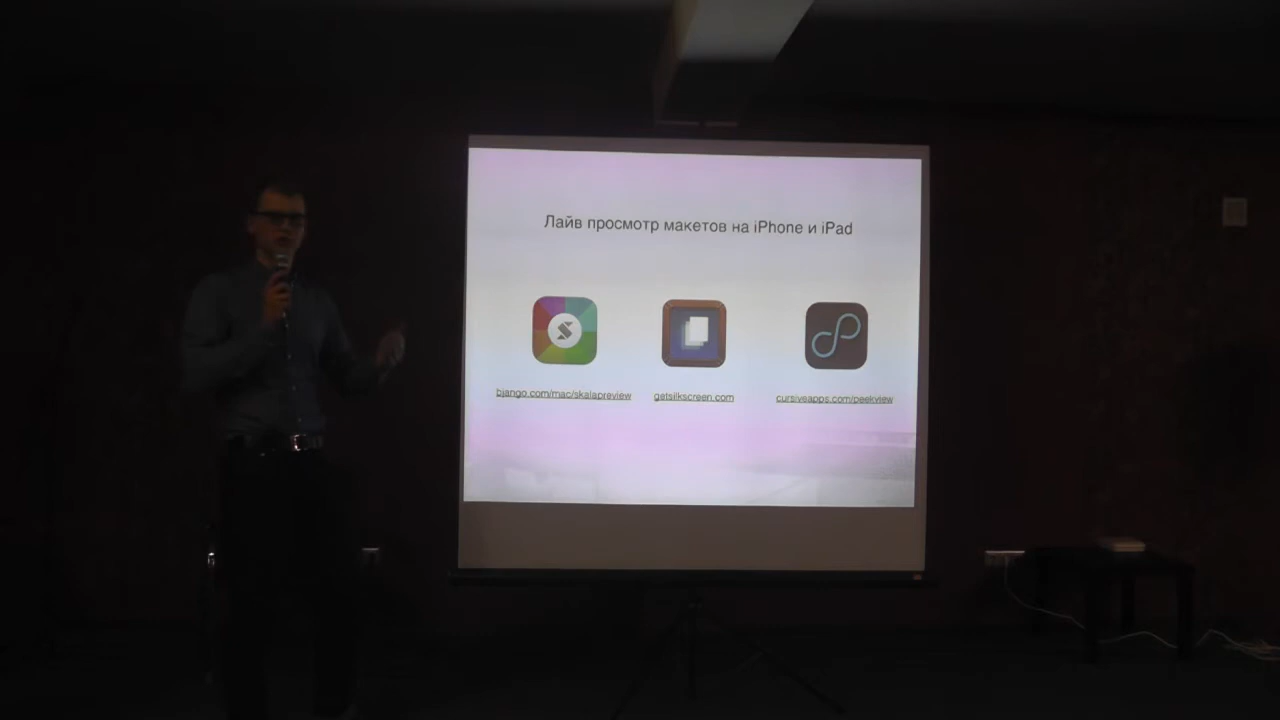 Лайв просмотр макетов на iPhone и iPad
bjango.com/mac/skalapreview
getsilkscreen.com
cursiveapps.com/peekview